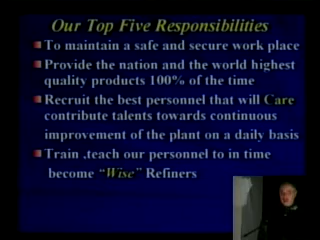 Our Top Five Responsibilities
To maintain a safe and secure work place
Provide the nation and the world highest
quality products 100% of the time
Recruit the best personnel that will Care
contribute talents towards continuous
improvement of the plant on a daily basis
Train ,teach our personnel to in time
become “Wise” Refiners